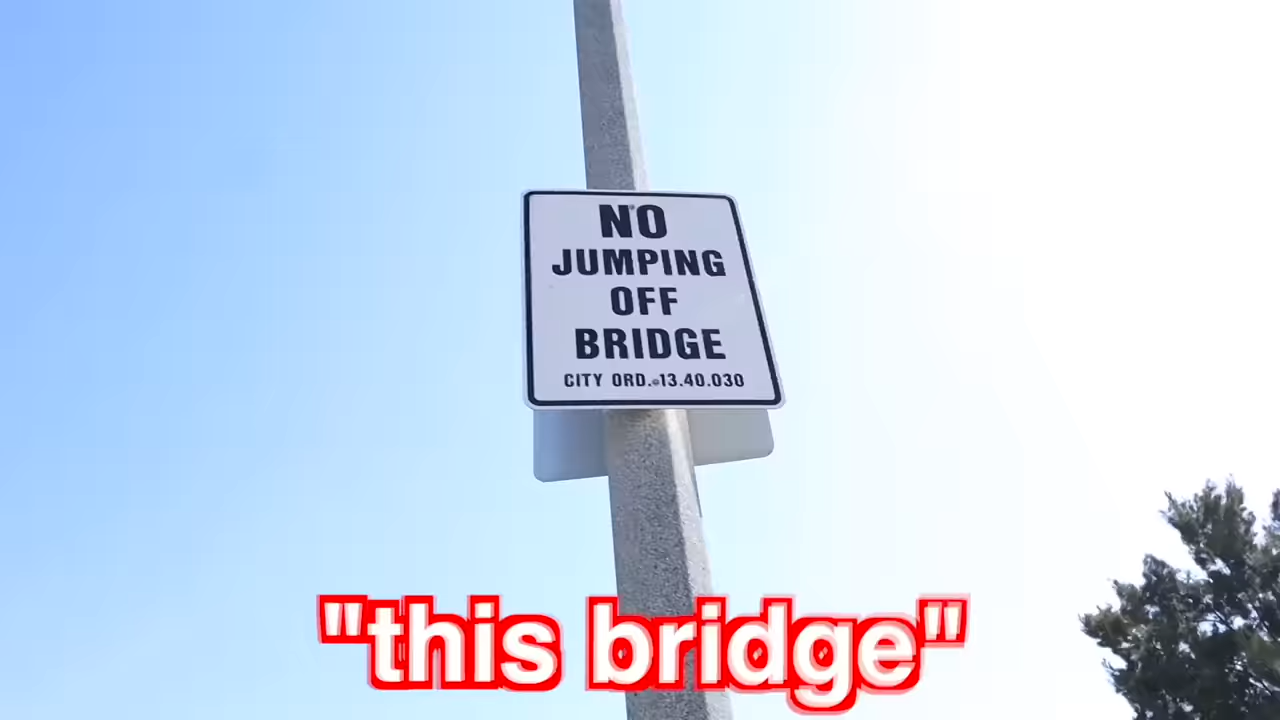 NO
JUMPING
OFF
BRIDGE
CITY ORD. 13.40.030
"this bridge"